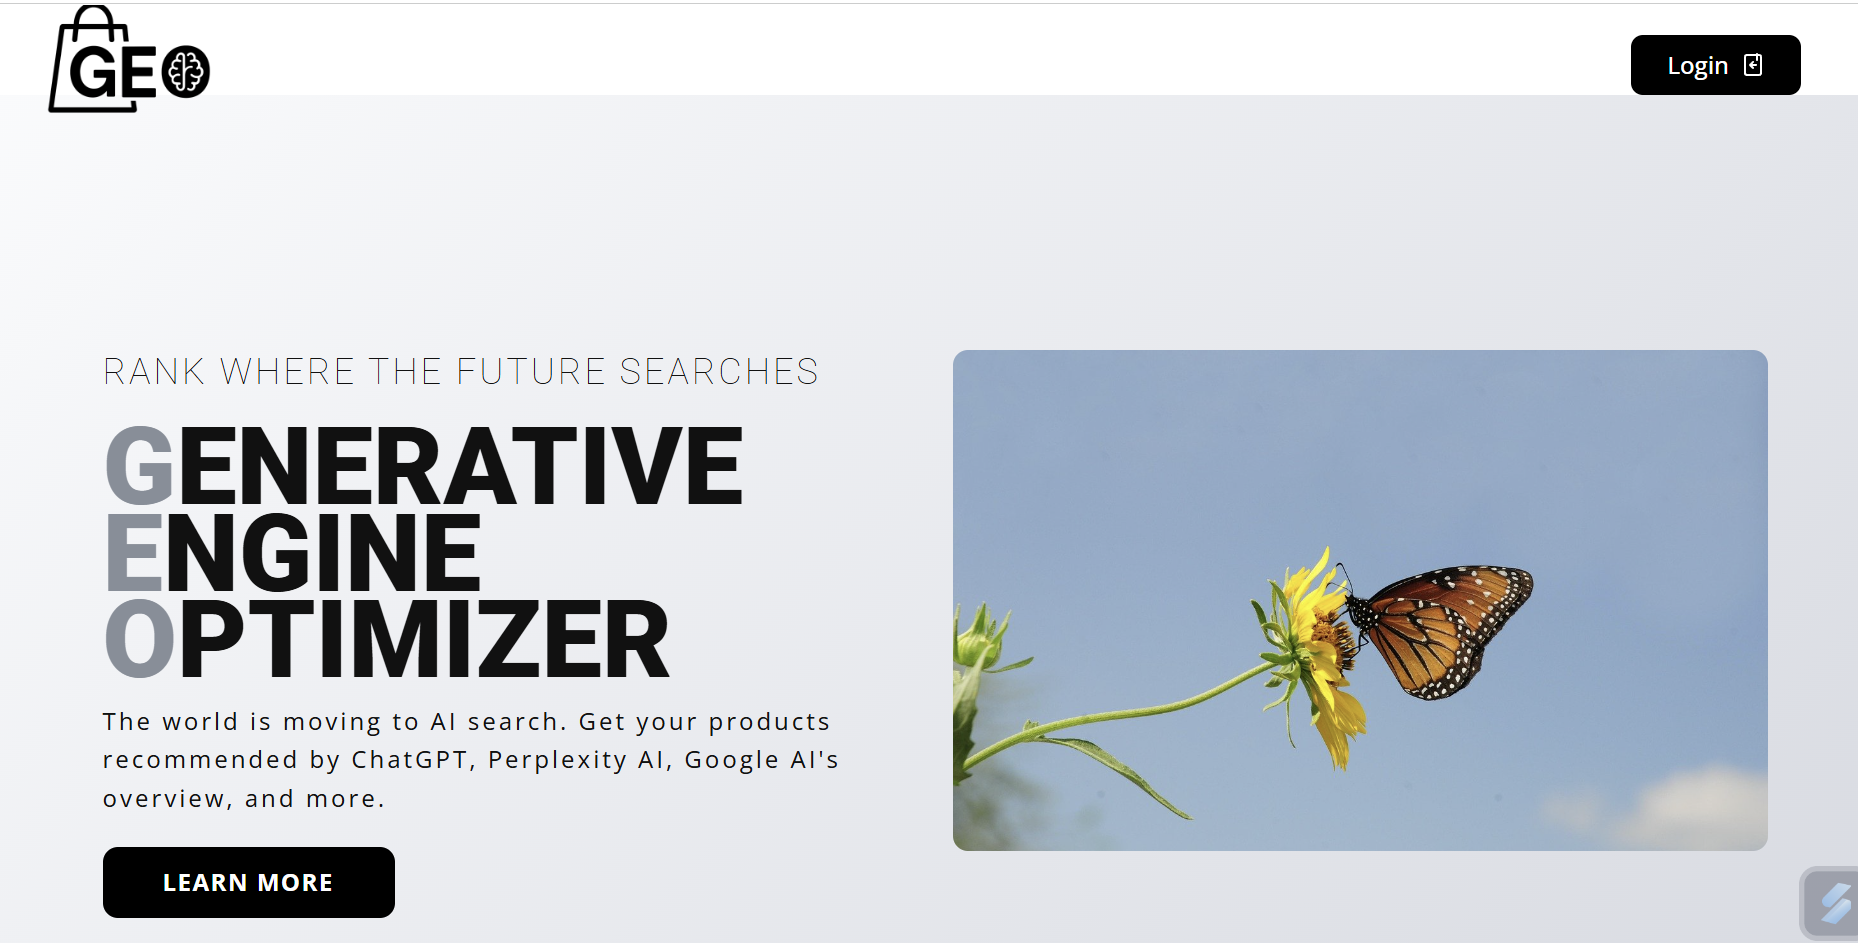 GEO
Login
RANK WHERE THE FUTURE SEARCHES
GENERATIVE
ENGINE
OPTIMIZER
The world is moving to AI search. Get your products
recommended by ChatGPT, Perplexity AI, Google AI's
overview, and more.
LEARN MORE